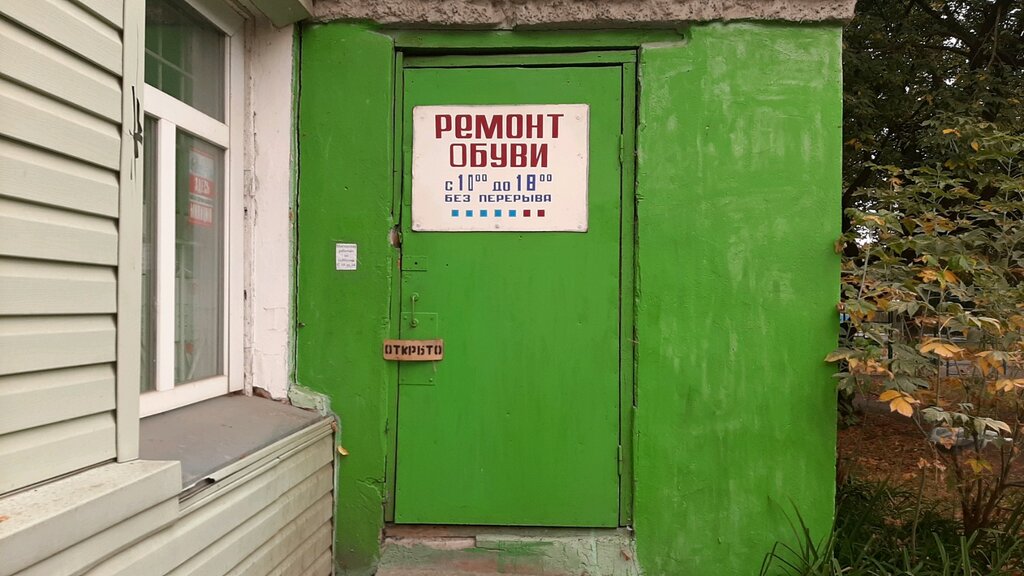 РЕМОНТ
ОБУВИ
с 10⁰⁰ до 18⁰⁰
БЕЗ ПЕРЕРЫВА
ОТКРЫТО